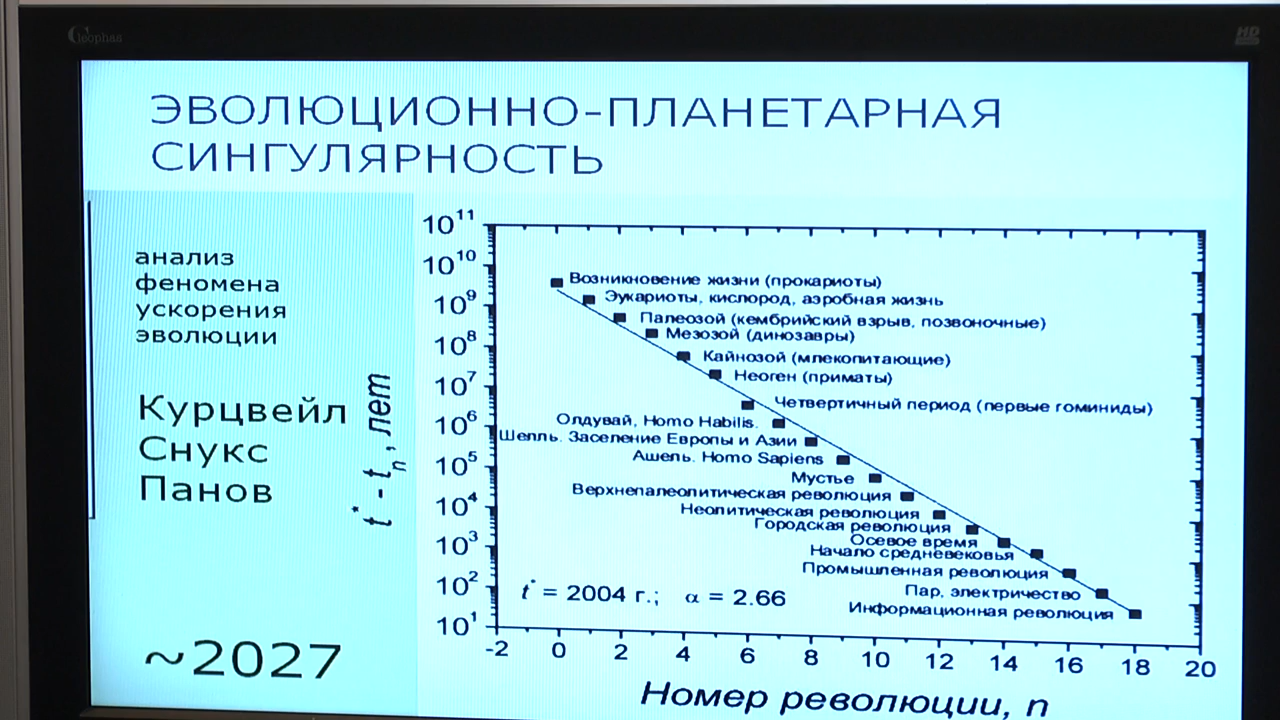 Cleophas
HD
ЭВОЛЮЦИОННО-ПЛАНЕТАРНАЯ
СИНГУЛЯРНОСТЬ
анализ
феномена
ускорения
эволюции
Курцвейл
Снукс
Панов
~2027
t* - tn, лет
10¹¹
10¹⁰
10⁹
10⁸
10⁷
10⁶
10⁵
10⁴
10³
10²
10¹
Возникновение жизни (прокариоты)
Эукариоты, кислород, аэробная жизнь
Палеозой (кембрийский взрыв, позвоночные)
Мезозой (динозавры)
Кайнозой (млекопитающие)
Неоген (приматы)
Четвертичный период (первые гоминиды)
Олдувай, Homo Habilis.
Шелль. Заселение Европы и Азии
Ашель. Homo Sapiens
Мустье
Верхнепалеолитическая революция
Неолитическая революция
Городская революция
Осевое время
Начало средневековья
Промышленная революция
Пар, электричество
Информационная революция
t* = 2004 г.; α = 2.66
-2 0 2 4 6 8 10 12 14 16 18 20
Номер революции, n